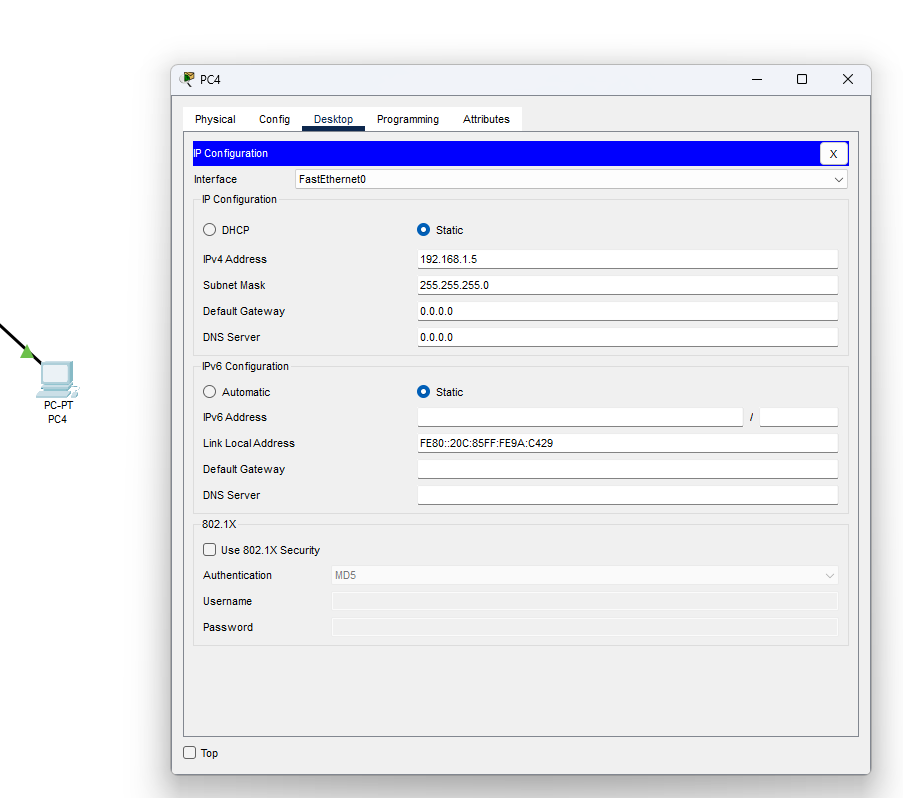 PC4
Physical Config Desktop Programming Attributes
IP Configuration X
Interface FastEthernet0
IP Configuration
DHCP Static
IPv4 Address 192.168.1.5
Subnet Mask 255.255.255.0
Default Gateway 0.0.0.0
DNS Server 0.0.0.0
IPv6 Configuration
Automatic Static
IPv6 Address /
Link Local Address FE80::20C:85FF:FE9A:C429
Default Gateway
DNS Server
802.1X
Use 802.1X Security
Authentication MD5
Username
Password
Top
PC-PT
PC4